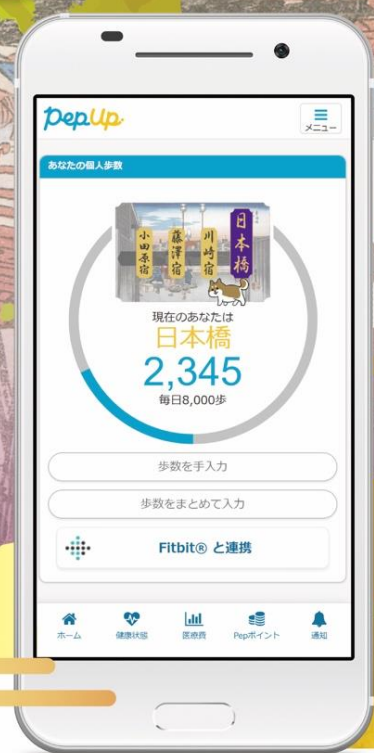 PepUp
メニュー
あなたの個人歩数
日本橋
川崎宿
藤澤宿
小田原宿
現在のあなたは
日本橋
2,345
毎日8,000歩
歩数を手入力
歩数をまとめて入力
Fitbit® と連携
ホーム
健康状態
医療費
Pepポイント
通知